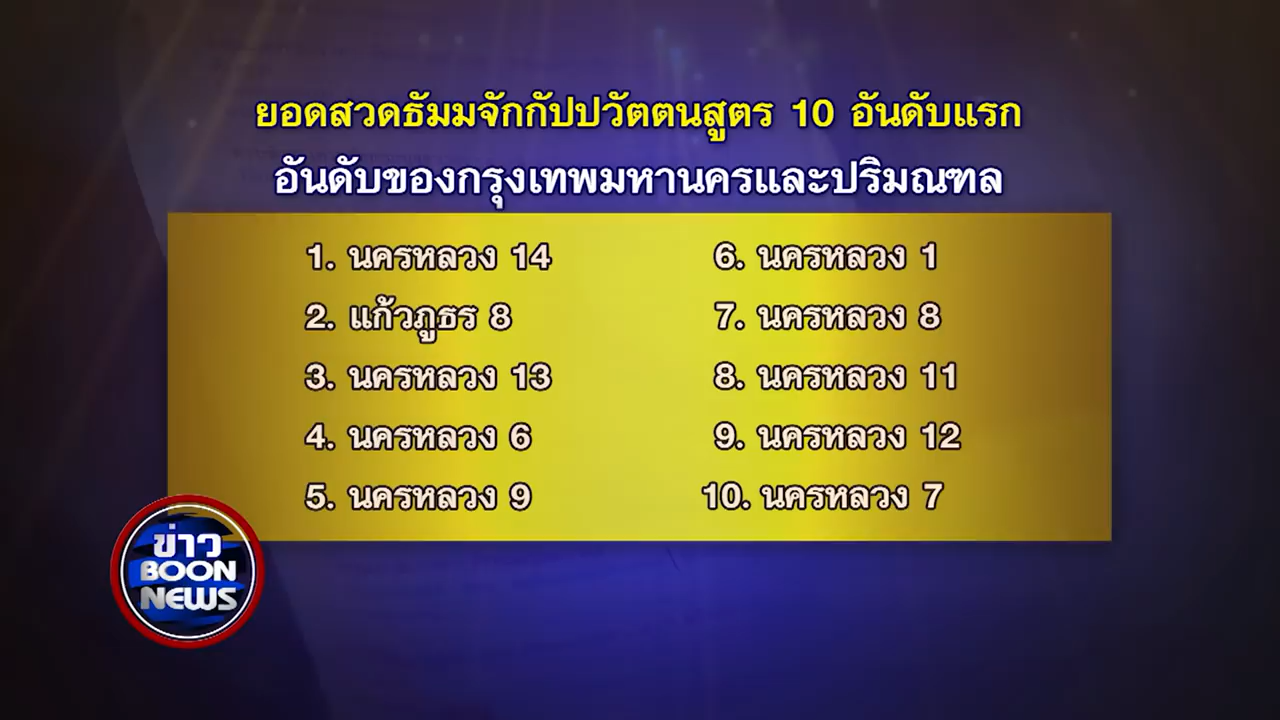 ยอดสวดธัมมจักกัปปวัตตนสูตร 10 อันดับแรก
อันดับของกรุงเทพมหานครและปริมณฑล
1. นครหลวง 14
2. แก้วภูธร 8
3. นครหลวง 13
4. นครหลวง 6
5. นครหลวง 9
6. นครหลวง 1
7. นครหลวง 8
8. นครหลวง 11
9. นครหลวง 12
10. นครหลวง 7
ข่าว
BOON
NEWS